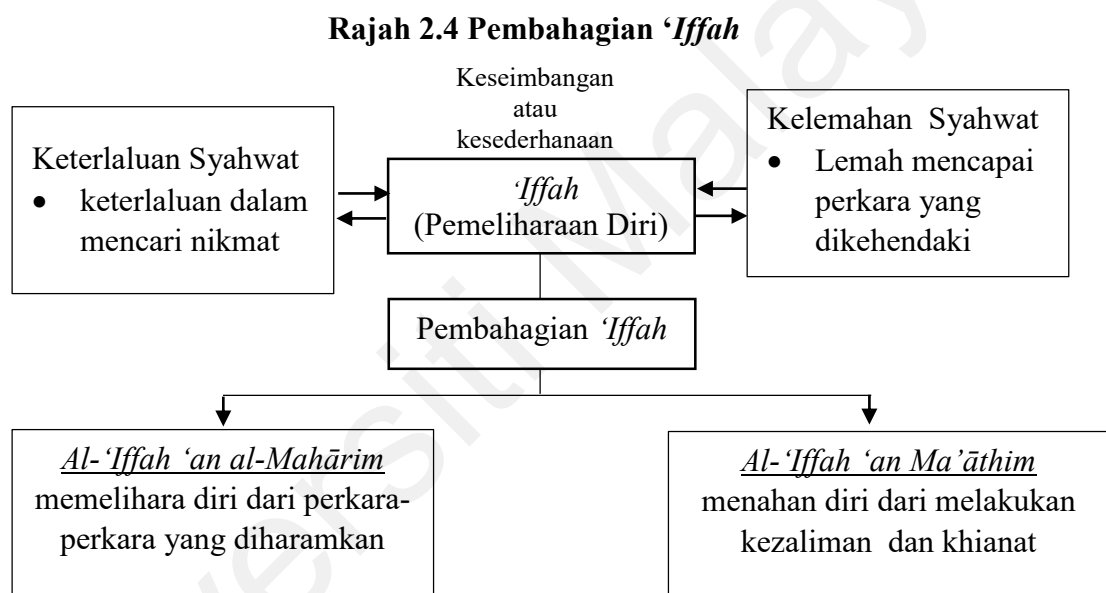 Rajah 2.4 Pembahagian ‘Iffah
Keseimbangan
atau
kesederhanaan
Keterlaluan Syahwat
• keterlaluan dalam
mencari nikmat
‘Iffah
(Pemeliharaan Diri)
Kelemahan Syahwat
• Lemah mencapai
perkara yang
dikehendaki
Pembahagian ‘Iffah
Al-‘Iffah ‘an al-Mahārim
memelihara diri dari perkara-
perkara yang diharamkan
Al-‘Iffah ‘an Ma’āthim
menahan diri dari melakukan
kezaliman dan khianat